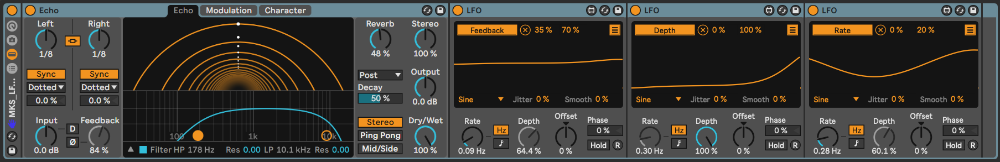 Echo
Echo Modulation Character
Left Right
1/8 1/8
Sync Sync
Dotted Dotted
0.0 % 0.0 %
Input D Feedback
Ø
0.0 dB 84 %
100 1k 10k
Filter HP 178 Hz Res 0.00 LP 10.1 kHz Res 0.00
Reverb Stereo
48 % 100 %
Post Output
Decay
50 % 0.0 dB
Stereo Dry/Wet
Ping Pong
Mid/Side 100 %
MKS_LF...
LFO
Feedback 35 % 70 %
Sine Jitter 0 % Smooth 0 %
Rate Hz Depth Offset Phase
0 %
Hold R
0.09 Hz 64.4 % 0 %
LFO
Depth 0 % 100 %
Sine Jitter 0 % Smooth 0 %
Rate Hz Depth Offset Phase
0 %
Hold R
0.30 Hz 100 % 0 %
LFO
Rate 0 % 20 %
Sine Jitter 0 % Smooth 0 %
Rate Hz Depth Offset Phase
0 %
Hold R
0.28 Hz 60.1 % 0 %